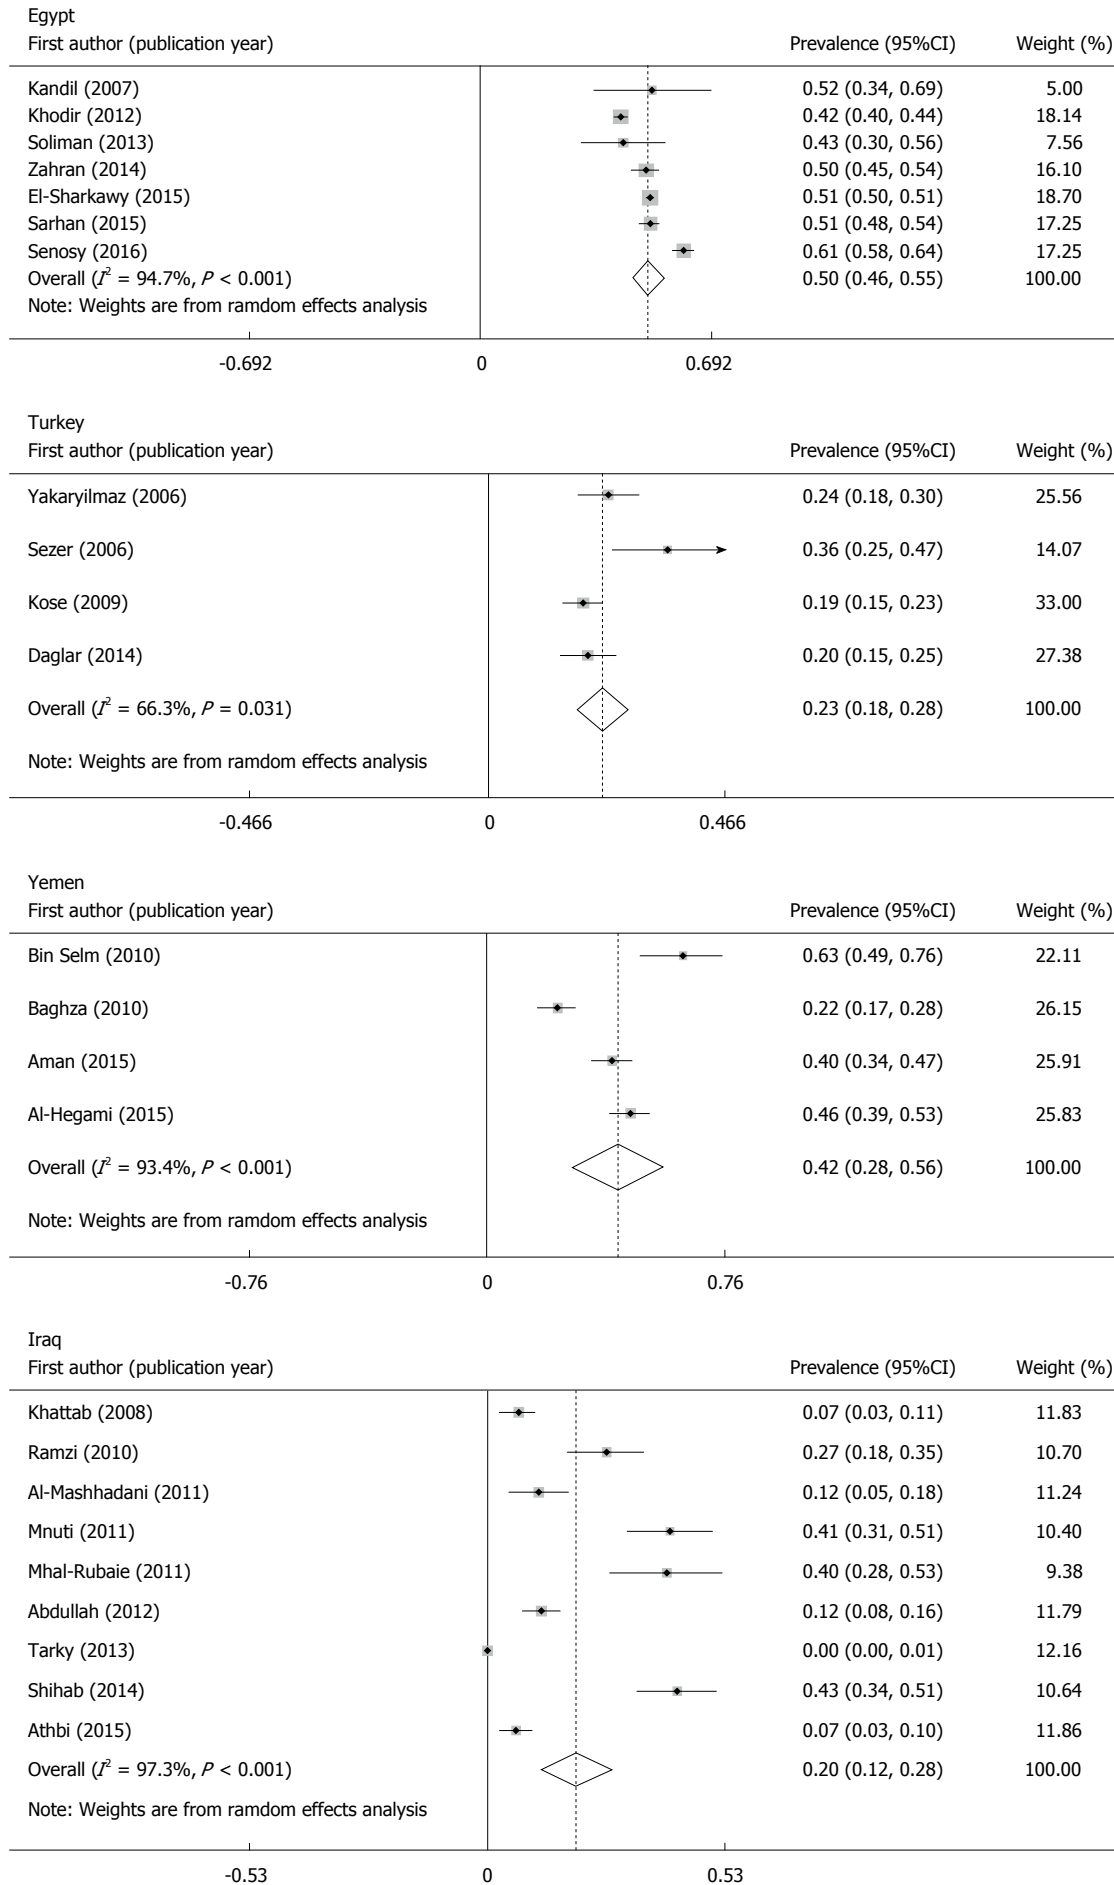 Egypt
First author (publication year) Prevalence (95%CI) Weight (%)
Kandil (2007) 0.52 (0.34, 0.69) 5.00
Khodir (2012) 0.42 (0.40, 0.44) 18.14
Soliman (2013) 0.43 (0.30, 0.56) 7.56
Zahran (2014) 0.50 (0.45, 0.54) 16.10
El-Sharkawy (2015) 0.51 (0.50, 0.51) 18.70
Sarhan (2015) 0.51 (0.48, 0.54) 17.25
Senosy (2016) 0.61 (0.58, 0.64) 17.25
Overall (I² = 94.7%, P < 0.001) 0.50 (0.46, 0.55) 100.00
Note: Weights are from ramdom effects analysis
-0.692 0 0.692
Turkey
First author (publication year) Prevalence (95%CI) Weight (%)
Yakaryilmaz (2006) 0.24 (0.18, 0.30) 25.56
Sezer (2006) 0.36 (0.25, 0.47) 14.07
Kose (2009) 0.19 (0.15, 0.23) 33.00
Daglar (2014) 0.20 (0.15, 0.25) 27.38
Overall (I² = 66.3%, P = 0.031) 0.23 (0.18, 0.28) 100.00
Note: Weights are from ramdom effects analysis
-0.466 0 0.466
Yemen
First author (publication year) Prevalence (95%CI) Weight (%)
Bin Selm (2010) 0.63 (0.49, 0.76) 22.11
Baghza (2010) 0.22 (0.17, 0.28) 26.15
Aman (2015) 0.40 (0.34, 0.47) 25.91
Al-Hegami (2015) 0.46 (0.39, 0.53) 25.83
Overall (I² = 93.4%, P < 0.001) 0.42 (0.28, 0.56) 100.00
Note: Weights are from ramdom effects analysis
-0.76 0 0.76
Iraq
First author (publication year) Prevalence (95%CI) Weight (%)
Khattab (2008) 0.07 (0.03, 0.11) 11.83
Ramzi (2010) 0.27 (0.18, 0.35) 10.70
Al-Mashhadani (2011) 0.12 (0.05, 0.18) 11.24
Mnuti (2011) 0.41 (0.31, 0.51) 10.40
Mhal-Rubaie (2011) 0.40 (0.28, 0.53) 9.38
Abdullah (2012) 0.12 (0.08, 0.16) 11.79
Tarky (2013) 0.00 (0.00, 0.01) 12.16
Shihab (2014) 0.43 (0.34, 0.51) 10.64
Athbi (2015) 0.07 (0.03, 0.10) 11.86
Overall (I² = 97.3%, P < 0.001) 0.20 (0.12, 0.28) 100.00
Note: Weights are from ramdom effects analysis
-0.53 0 0.53